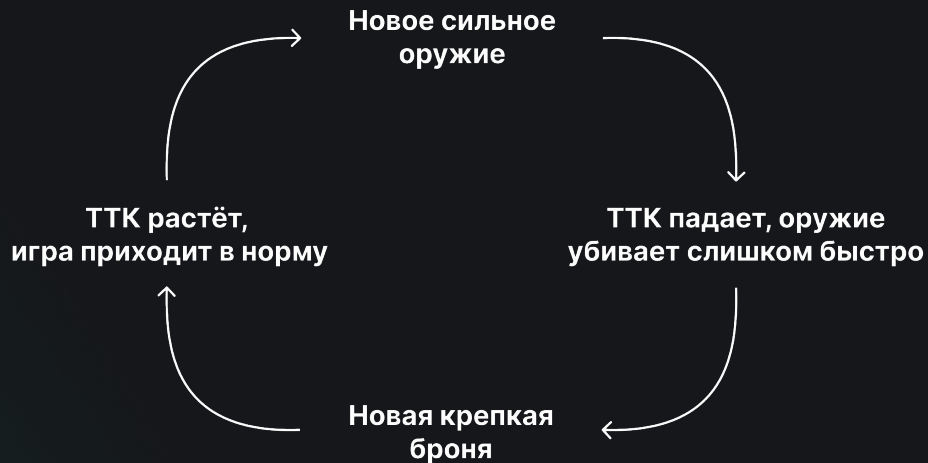 Новое сильное
оружие
ТТК растёт,
игра приходит в норму
ТТК падает, оружие
убивает слишком быстро
Новая крепкая
броня